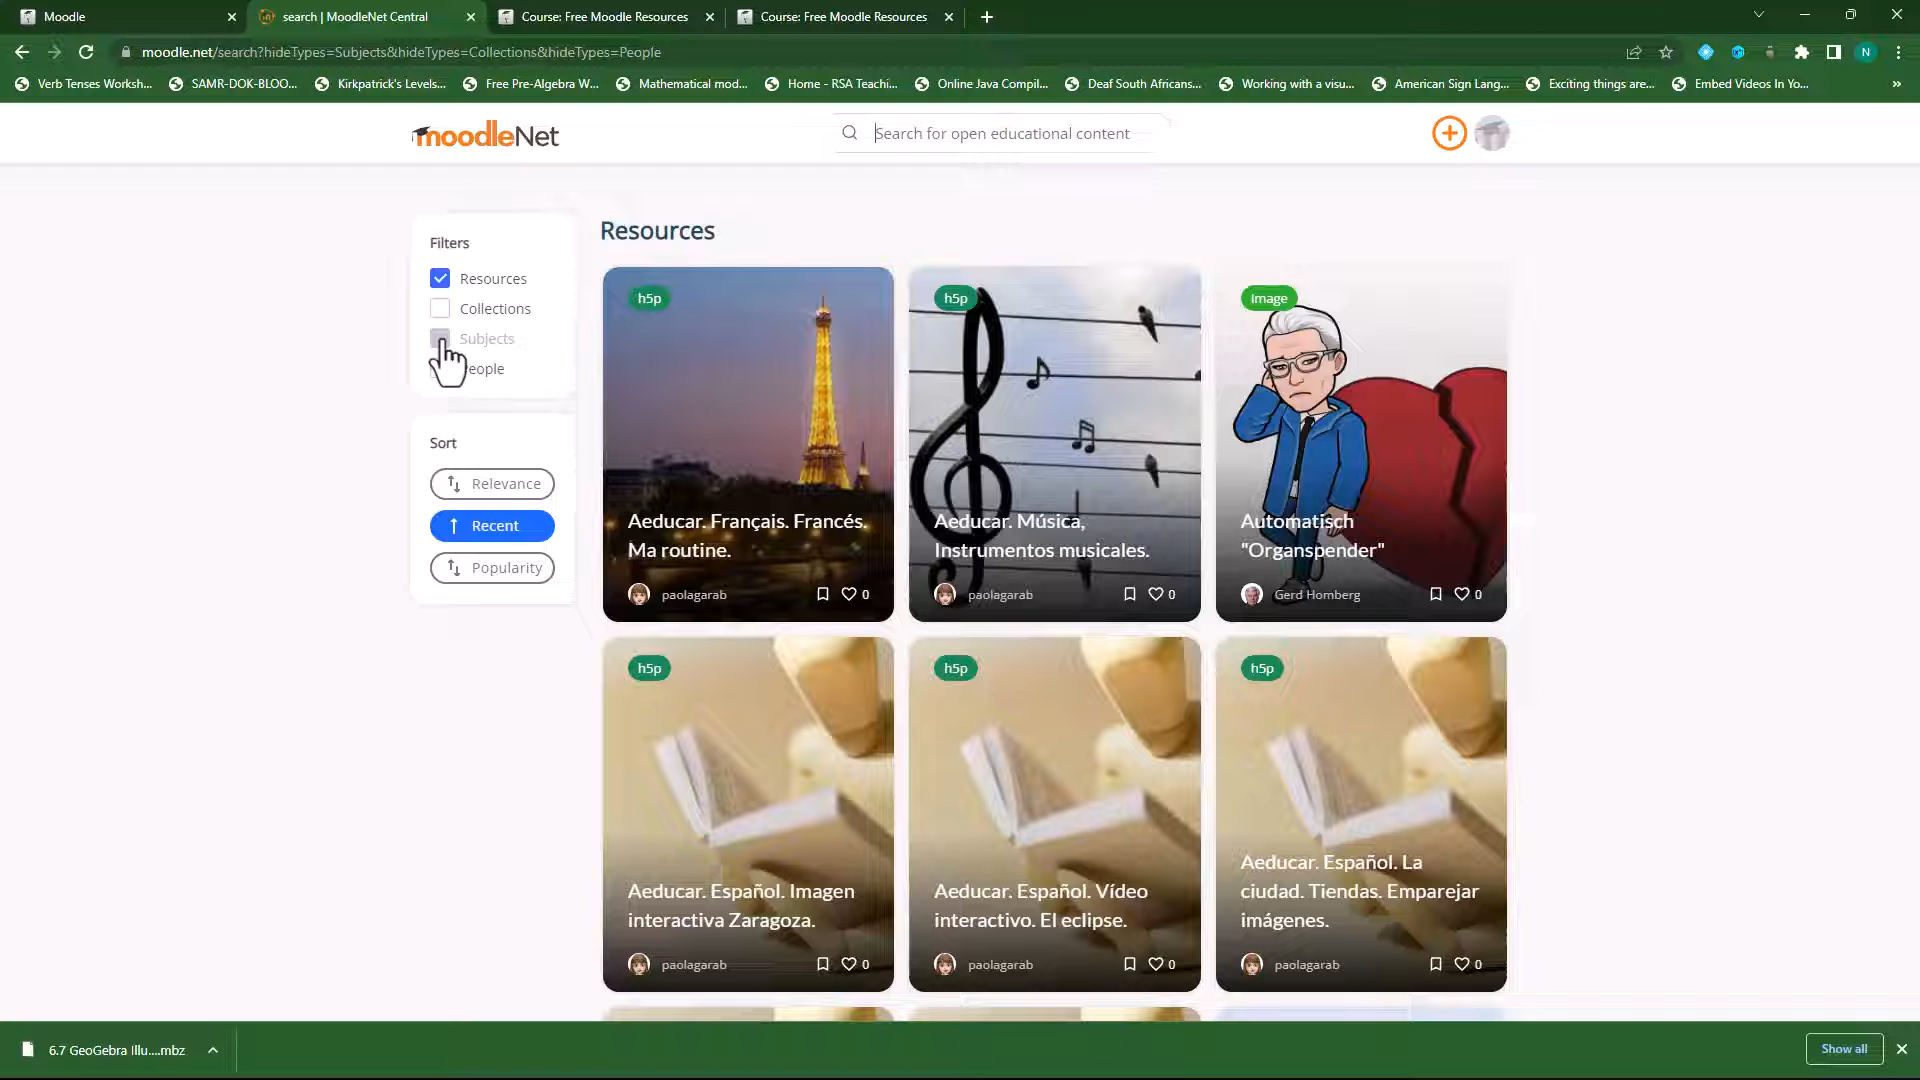 Moodle
search | MoodleNet Central
Course: Free Moodle Resources
Course: Free Moodle Resources
moodle.net/search?hideTypes=Subjects&hideTypes=Collections&hideTypes=People
N
Verb Tenses Worksh...
SAMR-DOK-BLOO...
Kirkpatrick's Levels...
Free Pre-Algebra W...
Mathematical mod...
Home - RSA Teachi...
Online Java Compil...
Deaf South Africans...
Working with a visu...
American Sign Lang...
Exciting things are...
Embed Videos In Yo...
»
moodleNet
Search for open educational content
Filters
Resources
Collections
Subjects
eople
Sort
Relevance
Recent
Popularity
Resources
h5p
Aeducar. Français. Francés.
Ma routine.
paolagarab
0
h5p
Aeducar. Música,
Instrumentos musicales.
paolagarab
0
Image
Automatisch
"Organspender"
Gerd Homberg
0
h5p
Aeducar. Español. Imagen
interactiva Zaragoza.
paolagarab
0
h5p
Aeducar. Español. Vídeo
interactivo. El eclipse.
paolagarab
0
h5p
Aeducar. Español. La
ciudad. Tiendas. Emparejar
imágenes.
paolagarab
0
6.7 GeoGebra Illu....mbz
Show all